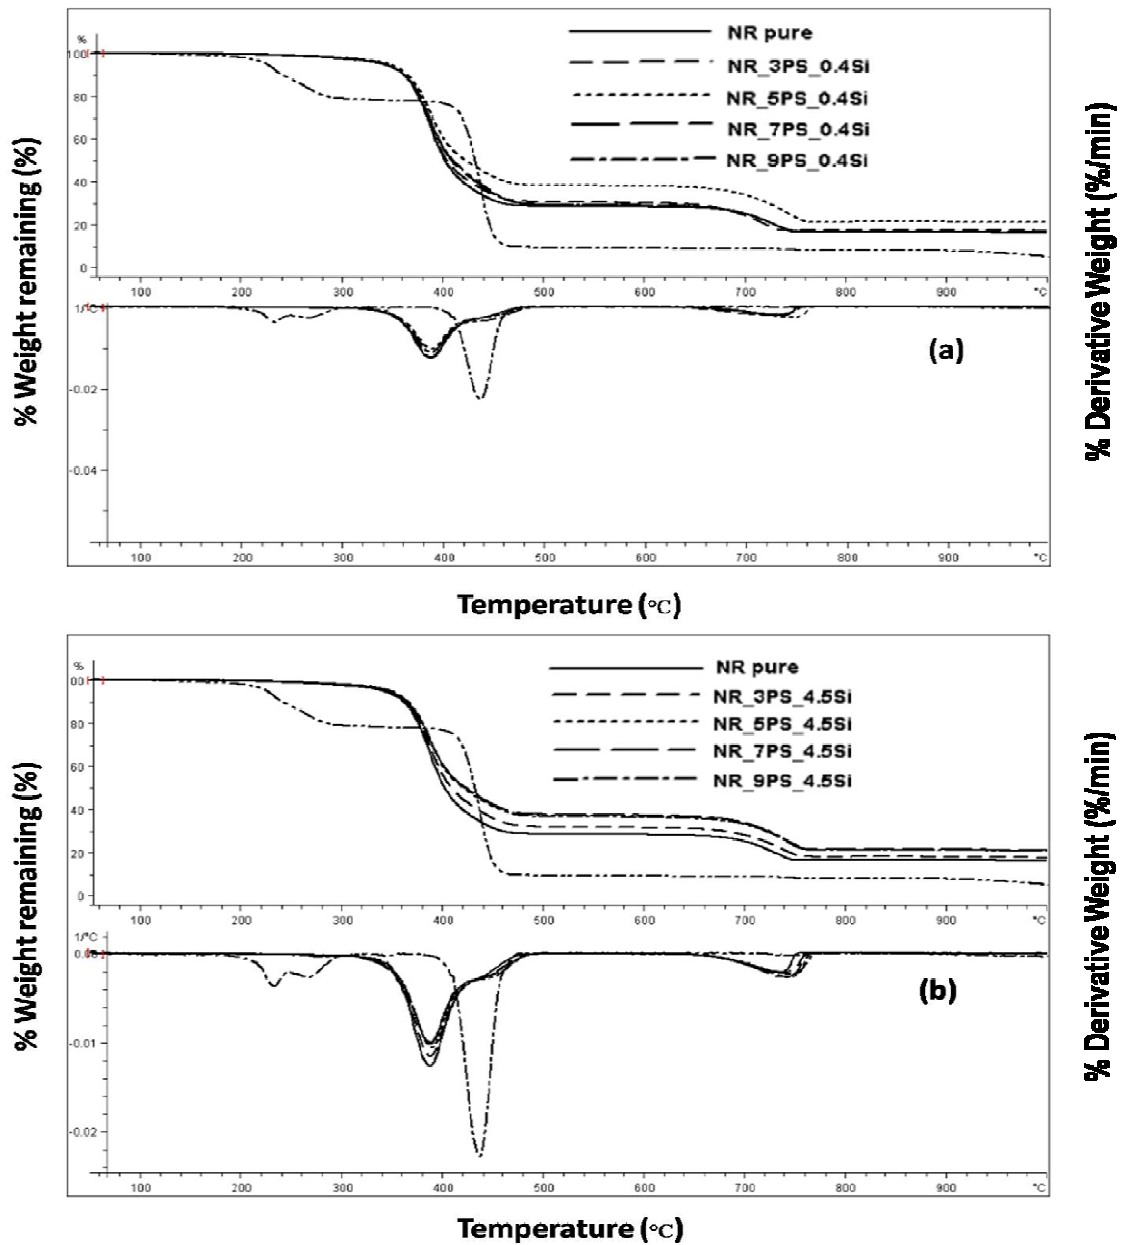 %
100
80
60
40
20
0
NR pure
NR_3PS_0.4Si
NR_5PS_0.4Si
NR_7PS_0.4Si
NR_9PS_0.4Si
100 200 300 400 500 600 700 800 900 °C
1/°C
-0.02
-0.04
(a)
100 200 300 400 500 600 700 800 900 °C
% Weight remaining (%)
% Derivative Weight (%/min)
Temperature (°C)
%
00
80
60
40
20
0
NR pure
NR_3PS_4.5Si
NR_5PS_4.5Si
NR_7PS_4.5Si
NR_9PS_4.5Si
100 200 300 400 500 600 700 800 900 °C
1/°C
-0.01
-0.02
(b)
100 200 300 400 500 600 700 800 900 °C
% Weight remaining (%)
% Derivative Weight (%/min)
Temperature (°C)